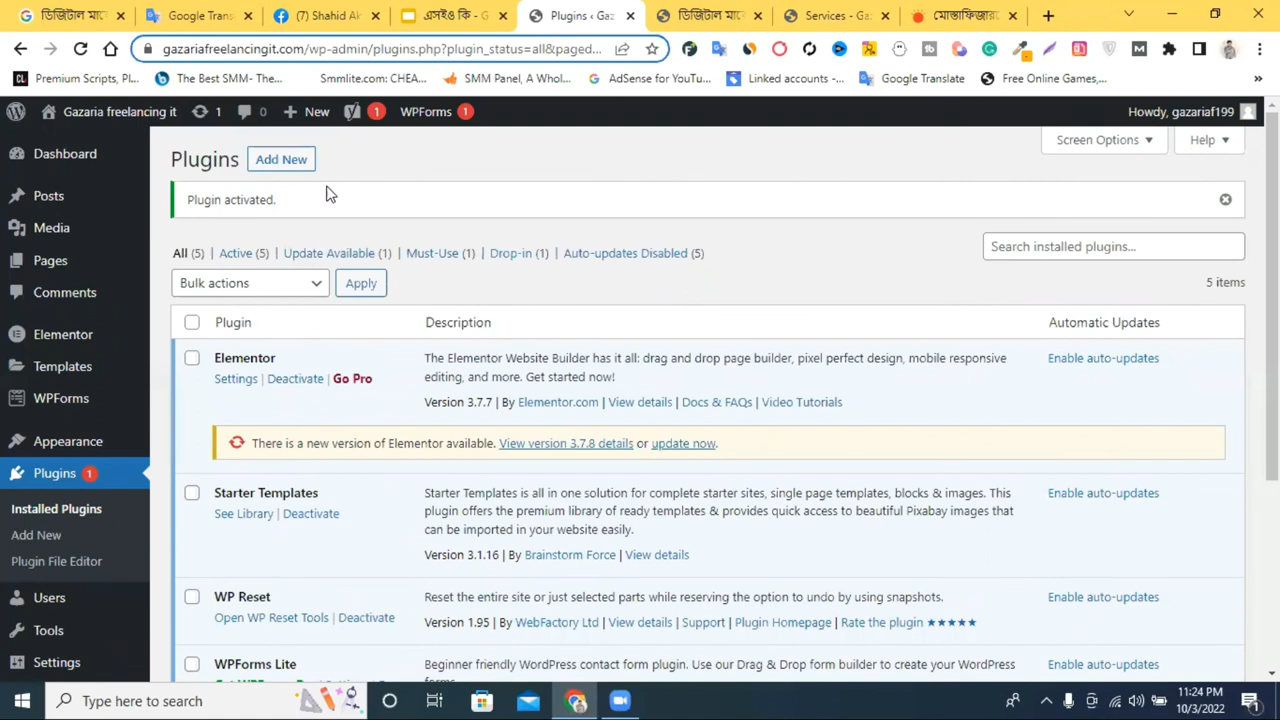 ডিজিটাল মাকে
Google Trans
(7) Shahid Ak
এসইও কি - G
Plugins < Gaz
ডিজিটাল মাকে
Services - Ga
মোস্তাফিজার
gazariafreelancingit.com/wp-admin/plugins.php?plugin_status=all&paged...
Premium Scripts, Pl...
The Best SMM- The...
Smmlite.com: CHEA...
SMM Panel, A Whol...
AdSense for YouTu...
Linked accounts -...
Google Translate
Free Online Games,...
Gazaria freelancing it
1
0
New
1
WPForms 1
Howdy, gazariaf199
Dashboard
Posts
Media
Pages
Comments
Elementor
Templates
WPForms
Appearance
Plugins 1
Installed Plugins
Add New
Plugin File Editor
Users
Tools
Settings
Screen Options
Help
Plugins Add New
Plugin activated.
All (5) | Active (5) | Update Available (1) | Must-Use (1) | Drop-in (1) | Auto-updates Disabled (5)
Search installed plugins...
Bulk actions
Apply
5 items
Plugin Description Automatic Updates
Elementor
Settings | Deactivate | Go Pro
The Elementor Website Builder has it all: drag and drop page builder, pixel perfect design, mobile responsive
editing, and more. Get started now!
Version 3.7.7 | By Elementor.com | View details | Docs & FAQs | Video Tutorials
Enable auto-updates
There is a new version of Elementor available. View version 3.7.8 details or update now.
Starter Templates
See Library | Deactivate
Starter Templates is all in one solution for complete starter sites, single page templates, blocks & images. This
plugin offers the premium library of ready templates & provides quick access to beautiful Pixabay images that
can be imported in your website easily.
Version 3.1.16 | By Brainstorm Force | View details
Enable auto-updates
WP Reset
Open WP Reset Tools | Deactivate
Reset the entire site or just selected parts while reserving the option to undo by using snapshots.
Version 1.95 | By WebFactory Ltd | View details | Support | Plugin Homepage | Rate the plugin ★★★★★
Enable auto-updates
WPForms Lite
Beginner friendly WordPress contact form plugin. Use our Drag & Drop form builder to create your WordPress
Enable auto-updates
Type here to search
11:24 PM
10/3/2022